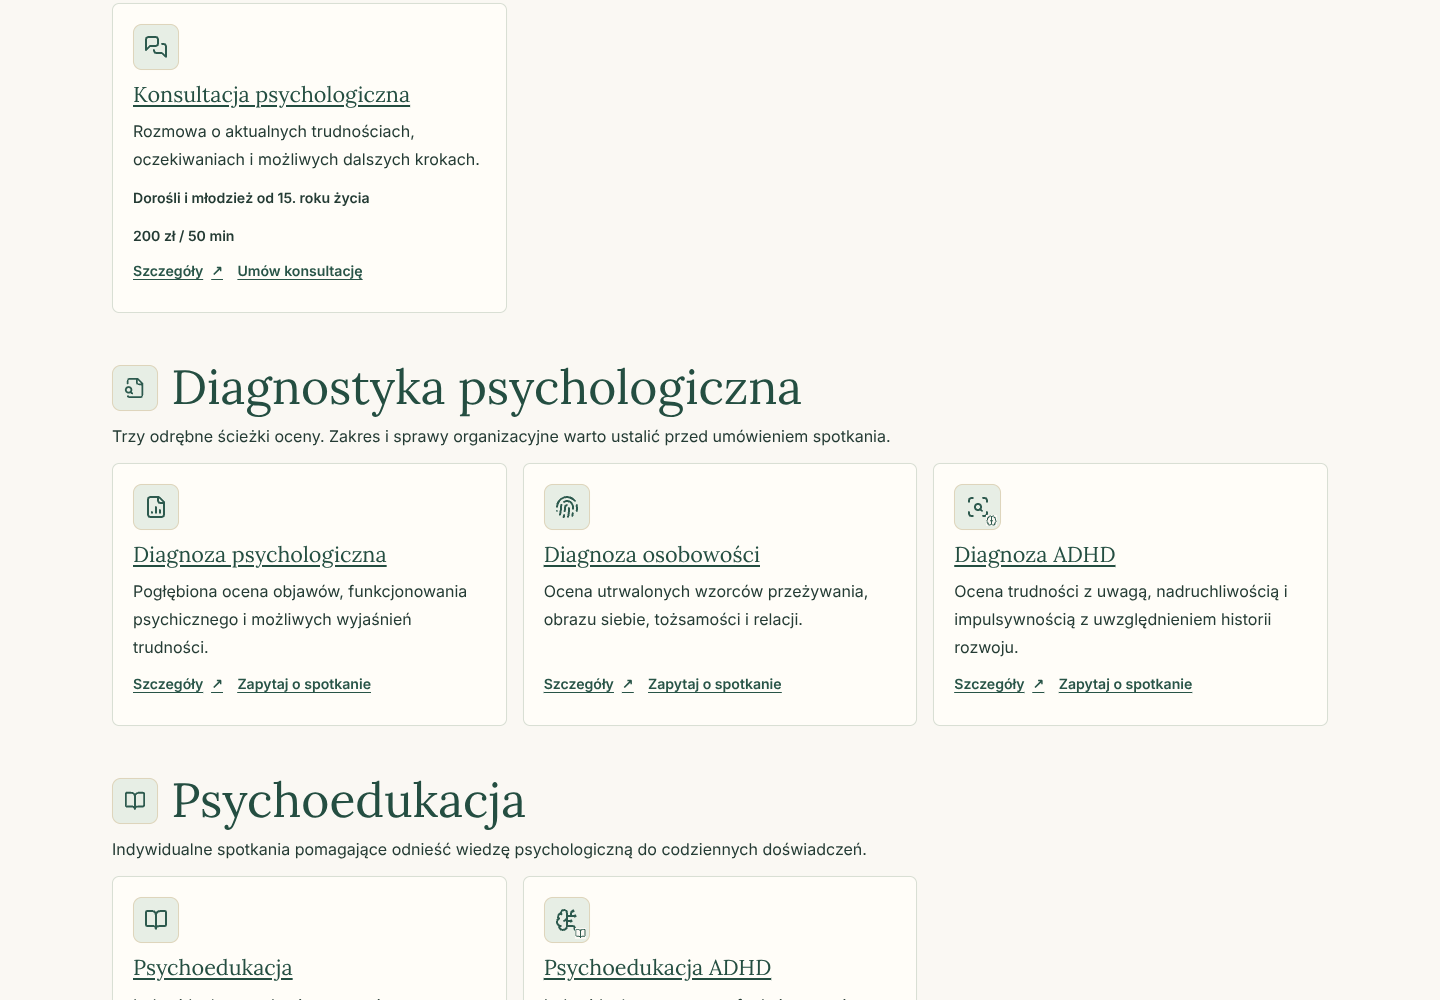 Konsultacja psychologiczna
Rozmowa o aktualnych trudnościach,
oczekiwaniach i możliwych dalszych krokach.
Dorośli i młodzież od 15. roku życia
200 zł / 50 min
Szczegóły ↗ Umów konsultację
Diagnostyka psychologiczna
Trzy odrębne ścieżki oceny. Zakres i sprawy organizacyjne warto ustalić przed umówieniem spotkania.
Diagnoza psychologiczna
Pogłębiona ocena objawów, funkcjonowania
psychicznego i możliwych wyjaśnień
trudności.
Szczegóły ↗ Zapytaj o spotkanie
Diagnoza osobowości
Ocena utrwalonych wzorców przeżywania,
obrazu siebie, tożsamości i relacji.
Szczegóły ↗ Zapytaj o spotkanie
Diagnoza ADHD
Ocena trudności z uwagą, nadruchliwością i
impulsywnością z uwzględnieniem historii
rozwoju.
Szczegóły ↗ Zapytaj o spotkanie
Psychoedukacja
Indywidualne spotkania pomagające odnieść wiedzę psychologiczną do codziennych doświadczeń.
Psychoedukacja
Psychoedukacja ADHD